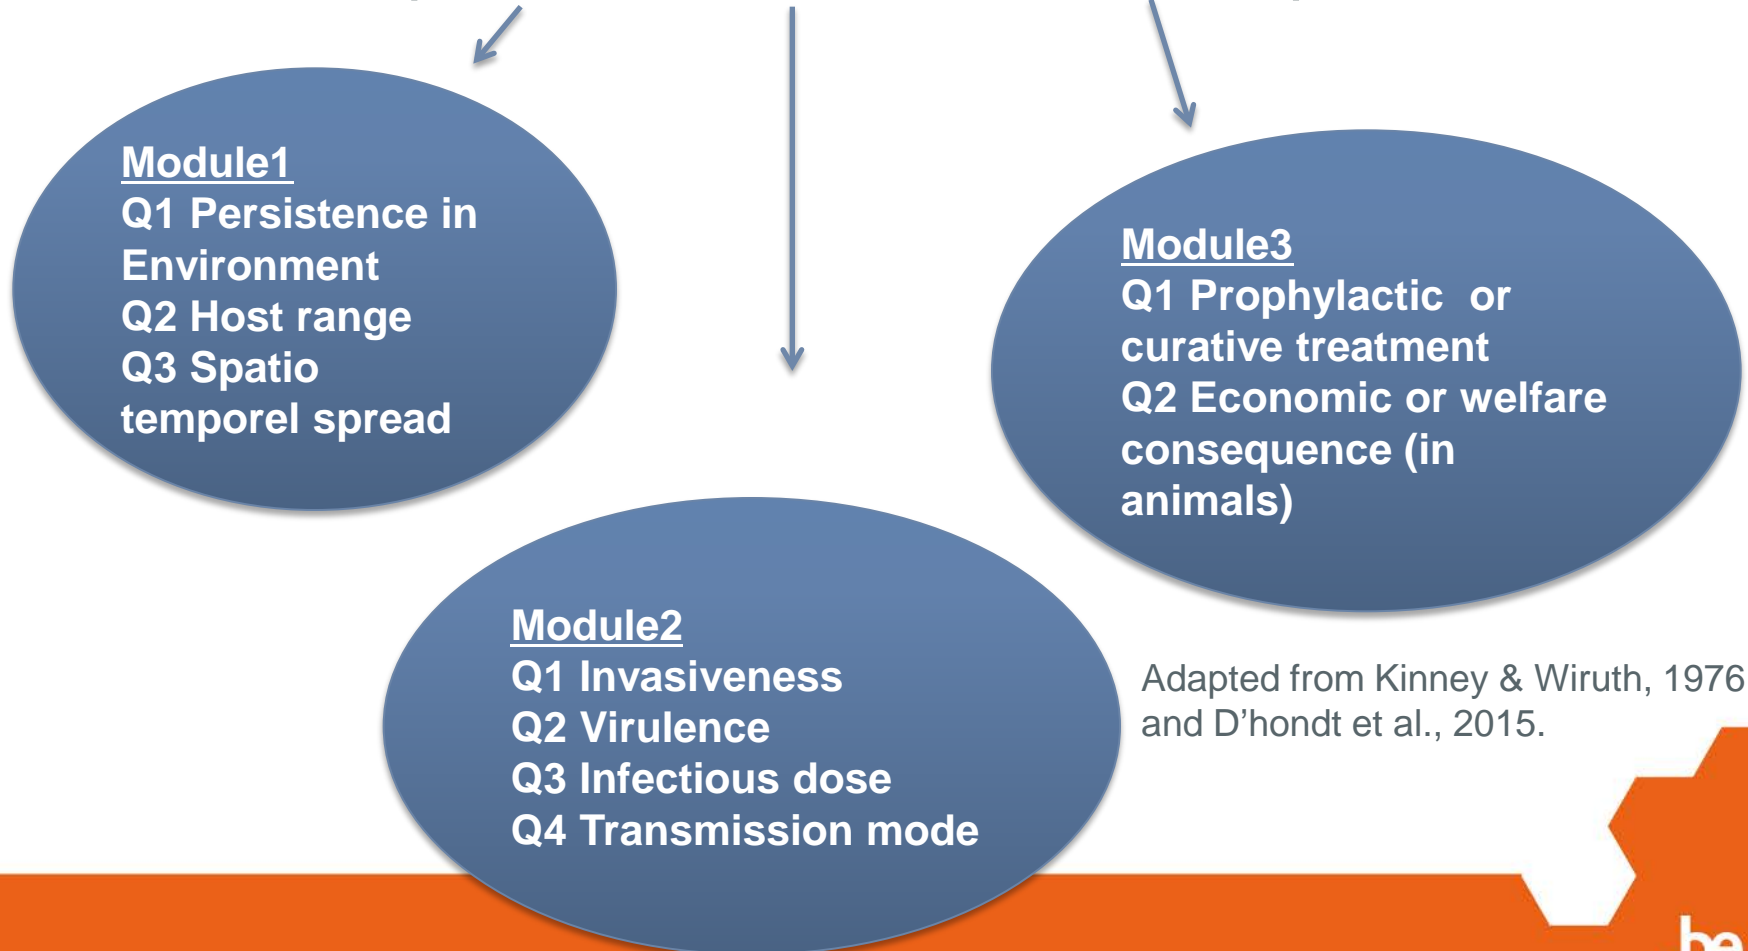 Module1
Q1 Persistence in
Environment
Q2 Host range
Q3 Spatio
temporel spread
Module3
Q1 Prophylactic or
curative treatment
Q2 Economic or welfare
consequence (in
animals)
Module2
Q1 Invasiveness
Q2 Virulence
Q3 Infectious dose
Q4 Transmission mode
Adapted from Kinney & Wiruth, 1976
and D’hondt et al., 2015.
be